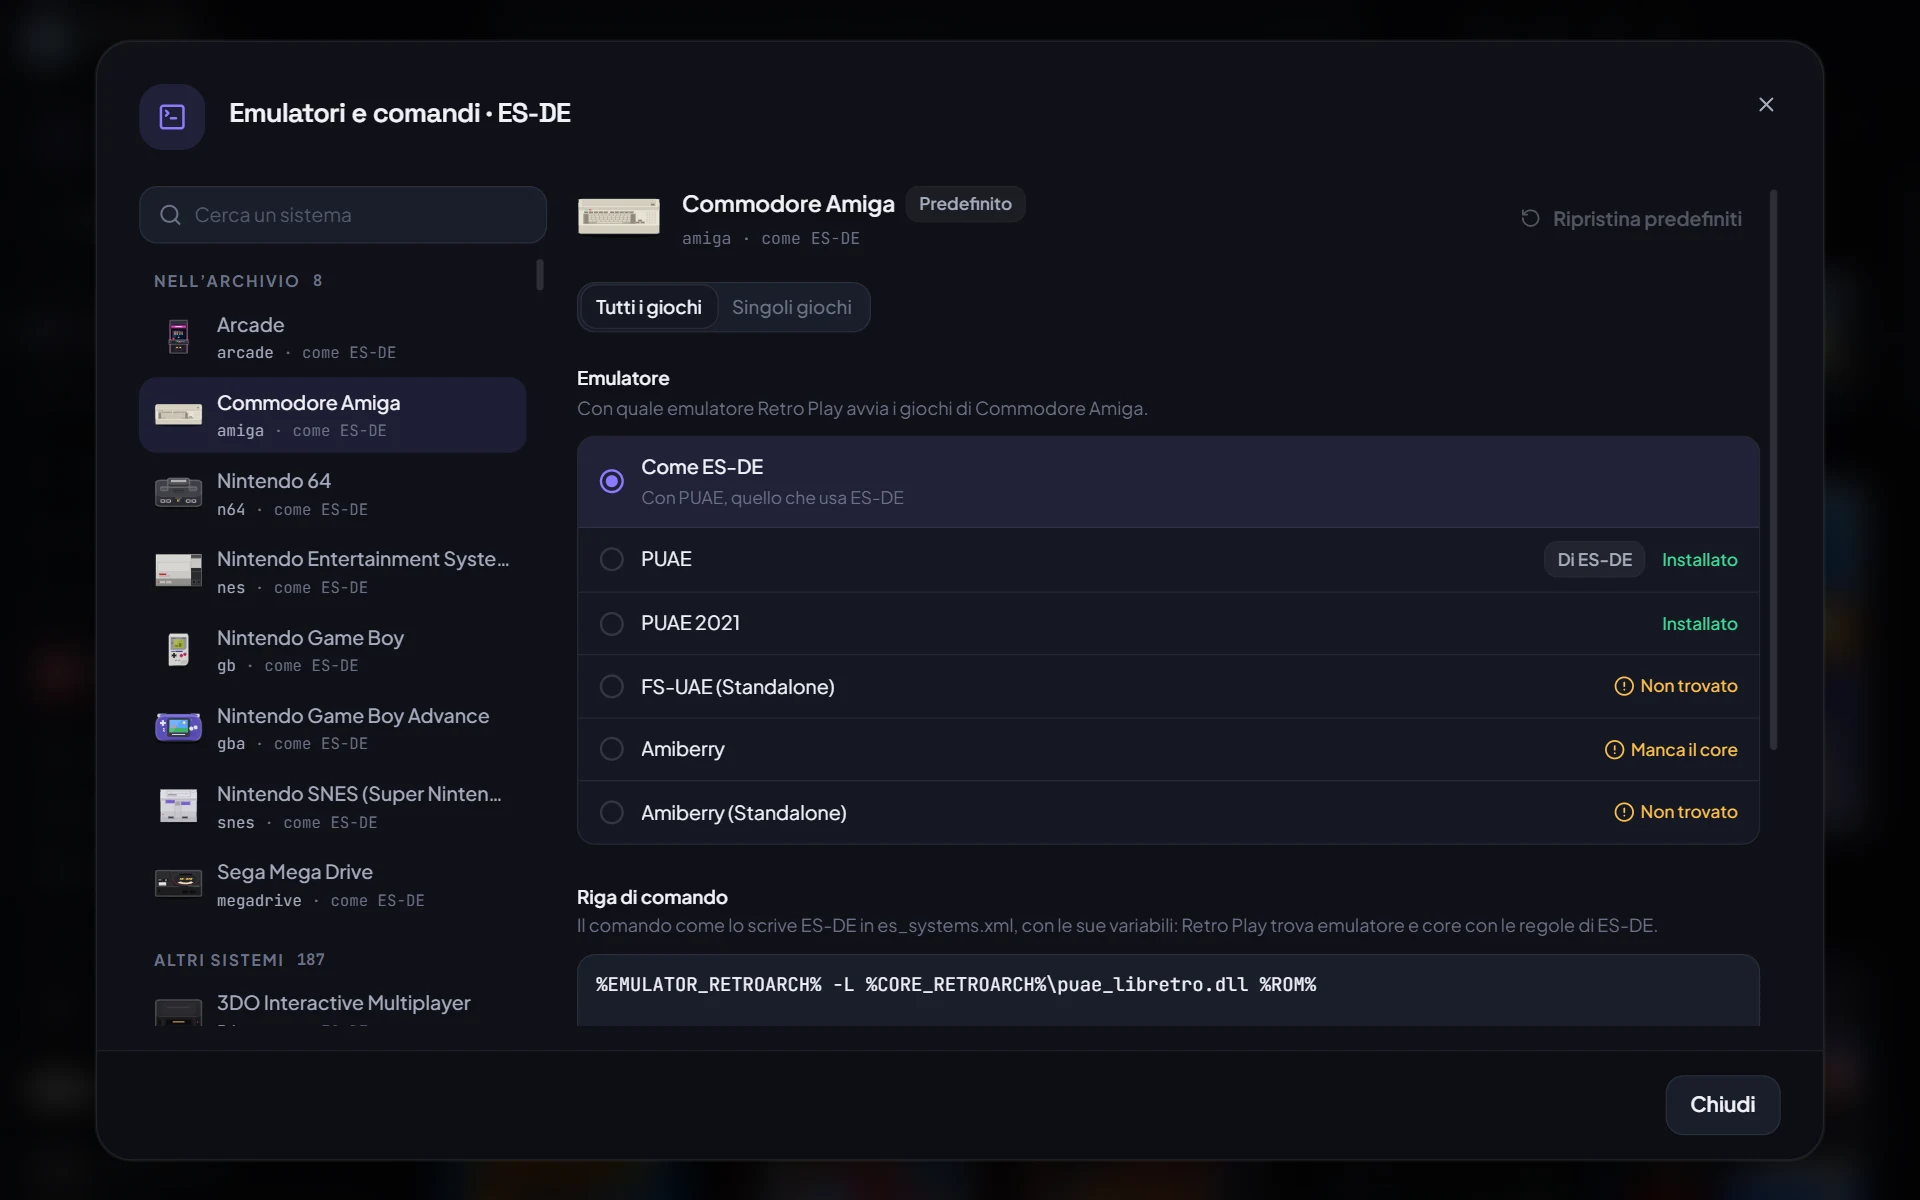 Emulatori e comandi · ES-DE
Cerca un sistema
NELL'ARCHIVIO 8
Arcade
arcade · come ES-DE
Commodore Amiga
amiga · come ES-DE
Nintendo 64
n64 · come ES-DE
Nintendo Entertainment Syste…
nes · come ES-DE
Nintendo Game Boy
gb · come ES-DE
Nintendo Game Boy Advance
gba · come ES-DE
Nintendo SNES (Super Ninten…
snes · come ES-DE
Sega Mega Drive
megadrive · come ES-DE
ALTRI SISTEMI 187
3DO Interactive Multiplayer
Commodore Amiga Predefinito
amiga · come ES-DE
Ripristina predefiniti
Tutti i giochi Singoli giochi
Emulatore
Con quale emulatore Retro Play avvia i giochi di Commodore Amiga.
Come ES-DE
Con PUAE, quello che usa ES-DE
PUAE Di ES-DE Installato
PUAE 2021 Installato
FS-UAE (Standalone) Non trovato
Amiberry Manca il core
Amiberry (Standalone) Non trovato
Riga di comando
Il comando come lo scrive ES-DE in es_systems.xml, con le sue variabili: Retro Play trova emulatore e core con le regole di ES-DE.
%EMULATOR_RETROARCH% -L %CORE_RETROARCH%\puae_libretro.dll %ROM%
Chiudi